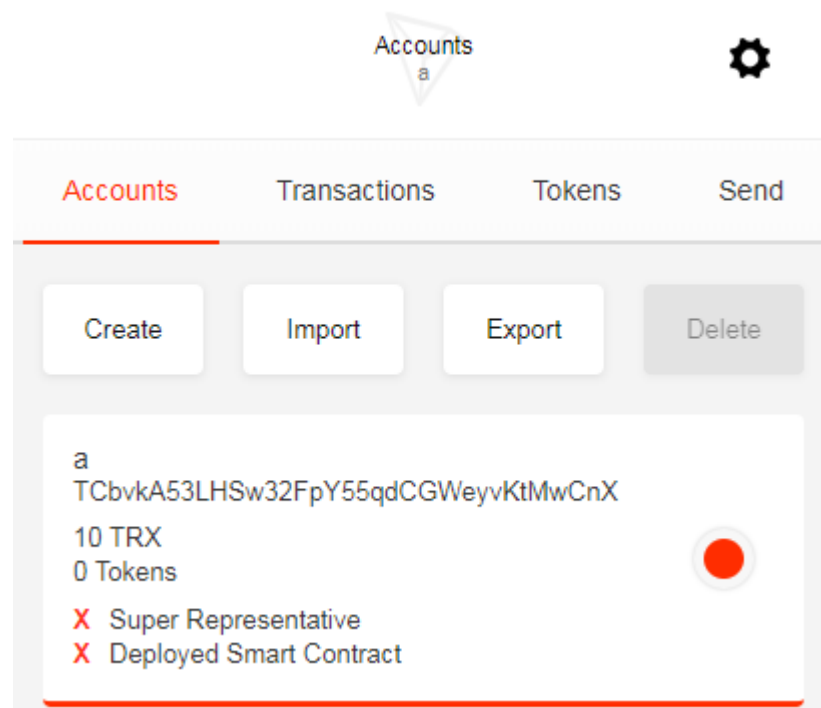 Accounts
a
Accounts Transactions Tokens Send
Create Import Export Delete
a
TCbvkA53LHSw32FpY55qdCGWeyvKtMwCnX
10 TRX
0 Tokens
X Super Representative
X Deployed Smart Contract